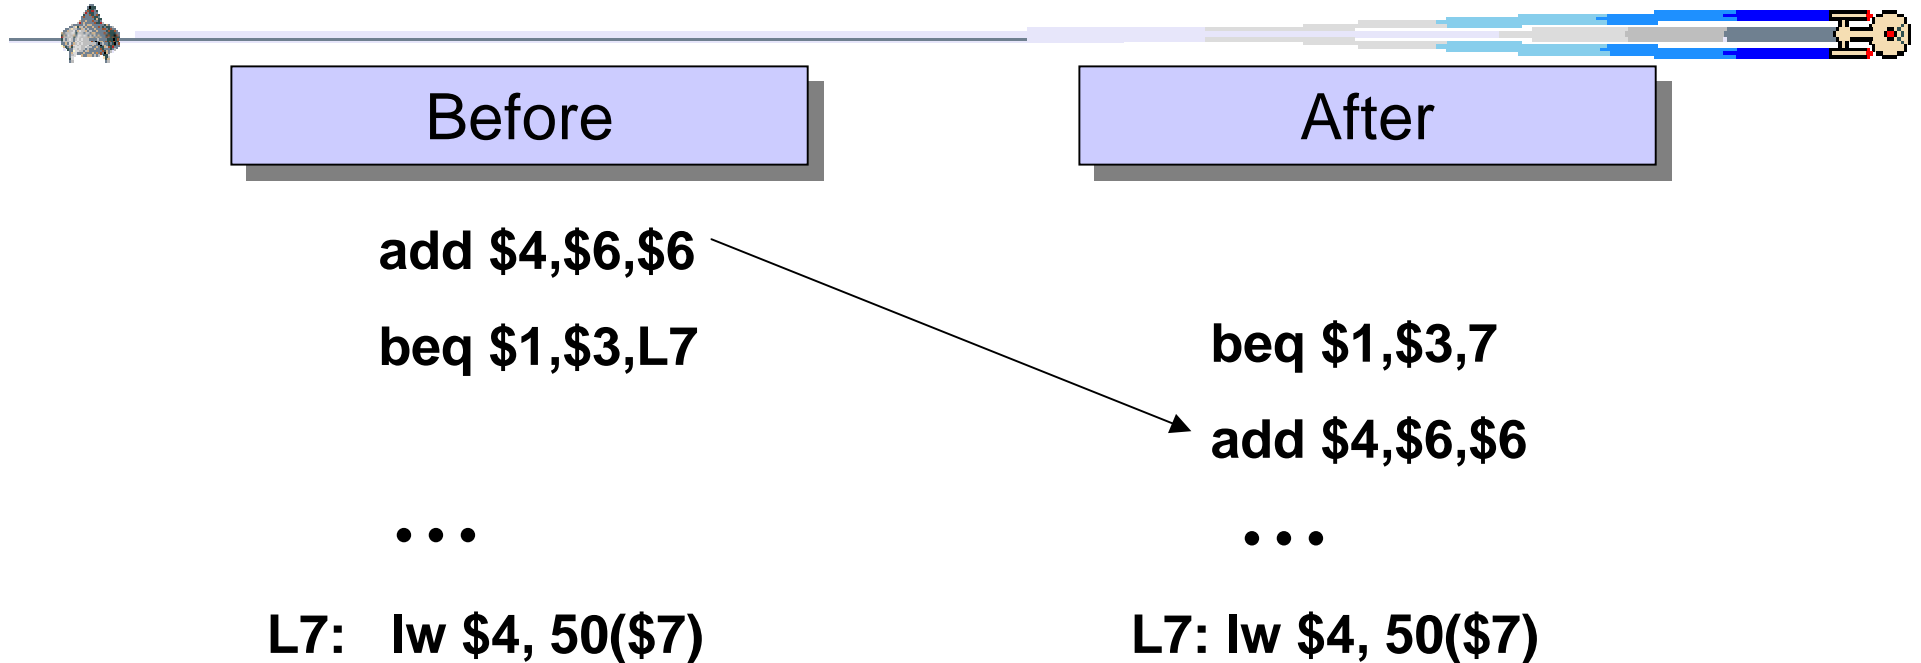 Before
add $4,$6,$6
beq $1,$3,L7
...
L7: lw $4, 50($7)
After
beq $1,$3,7
add $4,$6,$6
...
L7: lw $4, 50($7)